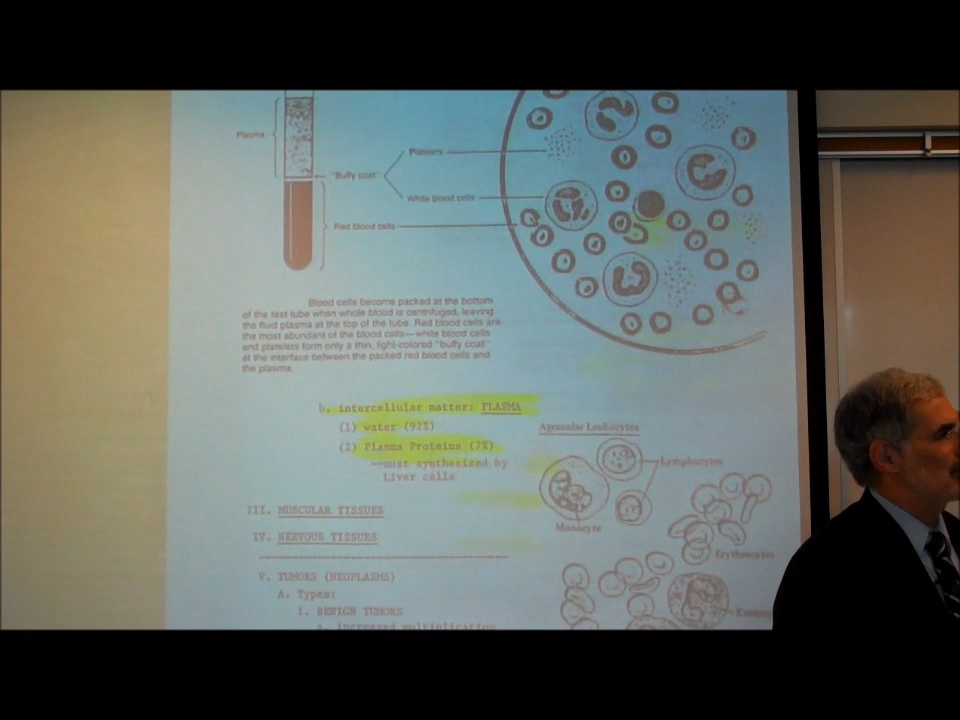 Plasma
Platelets
"Buffy coat"
White blood cells
Red blood cells
Blood cells become packed at the bottom
of the test tube when whole blood is centrifuged, leaving
the fluid plasma at the top of the tube. Red blood cells are
the most abundant of the blood cells—white blood cells
and platelets form only a thin, light-colored "buffy coat"
at the interface between the packed red blood cells and
the plasma.
b. intercellular matter: PLASMA
(1) water (92%)
(2) Plasma Proteins (7%)
--most synthesized by
Liver cells
Agranular Leukocytes
Lymphocytes
Monocyte
Erythrocytes
III. MUSCULAR TISSUES
IV. NERVOUS TISSUES
V. TUMORS (NEOPLASMS)
A. Types:
1. BENIGN TUMORS
a. increased multiplication